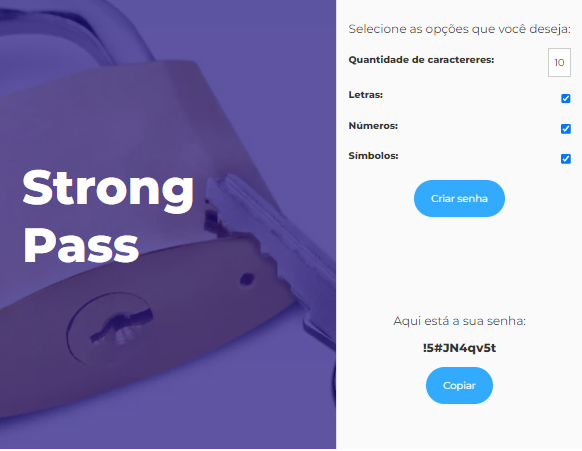 Strong
Pass
Selecione as opções que você deseja:
Quantidade de caractereres:
10
Letras:
Números:
Símbolos:
Criar senha
Aqui está a sua senha:
!5#JN4qv5t
Copiar